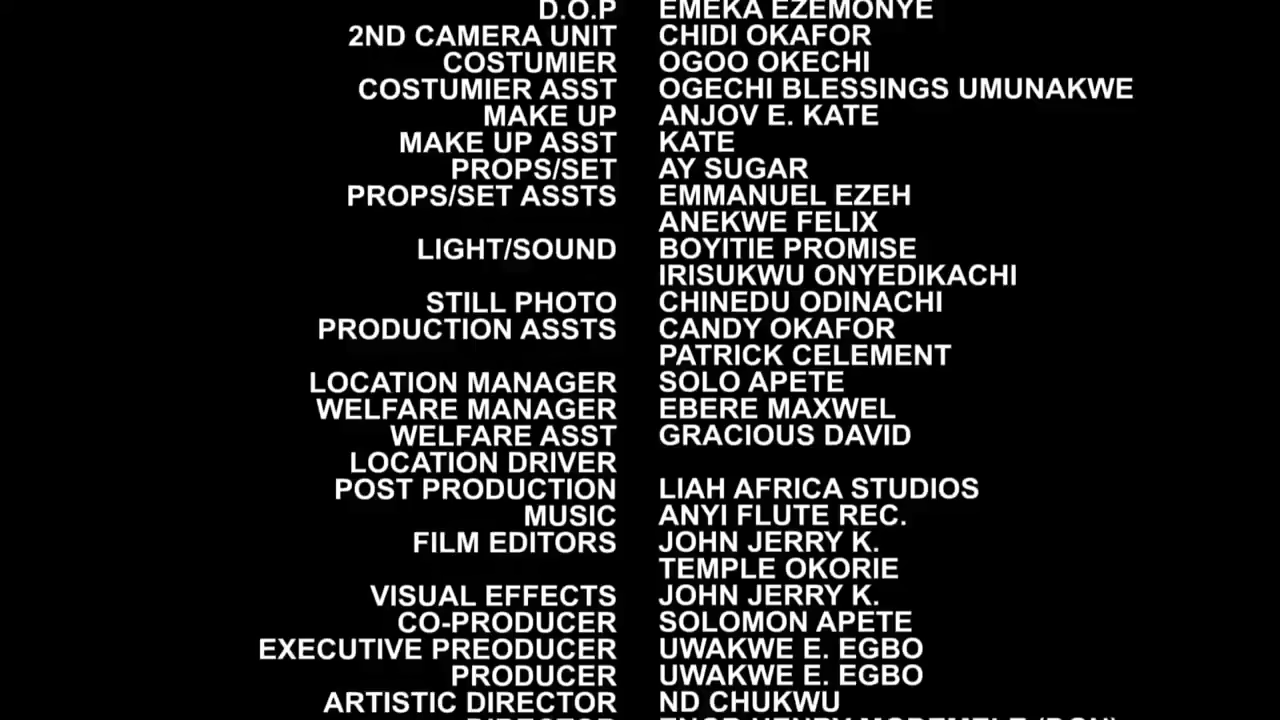 D.O.P EMEKA EZEMONYE
2ND CAMERA UNIT CHIDI OKAFOR
COSTUMIER OGOO OKECHI
COSTUMIER ASST OGECHI BLESSINGS UMUNAKWE
MAKE UP ANJOV E. KATE
MAKE UP ASST KATE
PROPS/SET AY SUGAR
PROPS/SET ASSTS EMMANUEL EZEH
ANEKWE FELIX
LIGHT/SOUND BOYITIE PROMISE
IRISUKWU ONYEDIKACHI
STILL PHOTO CHINEDU ODINACHI
PRODUCTION ASSTS CANDY OKAFOR
PATRICK CELEMENT
LOCATION MANAGER SOLO APETE
WELFARE MANAGER EBERE MAXWEL
WELFARE ASST GRACIOUS DAVID
LOCATION DRIVER
POST PRODUCTION LIAH AFRICA STUDIOS
MUSIC ANYI FLUTE REC.
FILM EDITORS JOHN JERRY K.
TEMPLE OKORIE
VISUAL EFFECTS JOHN JERRY K.
CO-PRODUCER SOLOMON APETE
EXECUTIVE PREODUCER UWAKWE E. EGBO
PRODUCER UWAKWE E. EGBO
ARTISTIC DIRECTOR ND CHUKWU
DIRECTOR